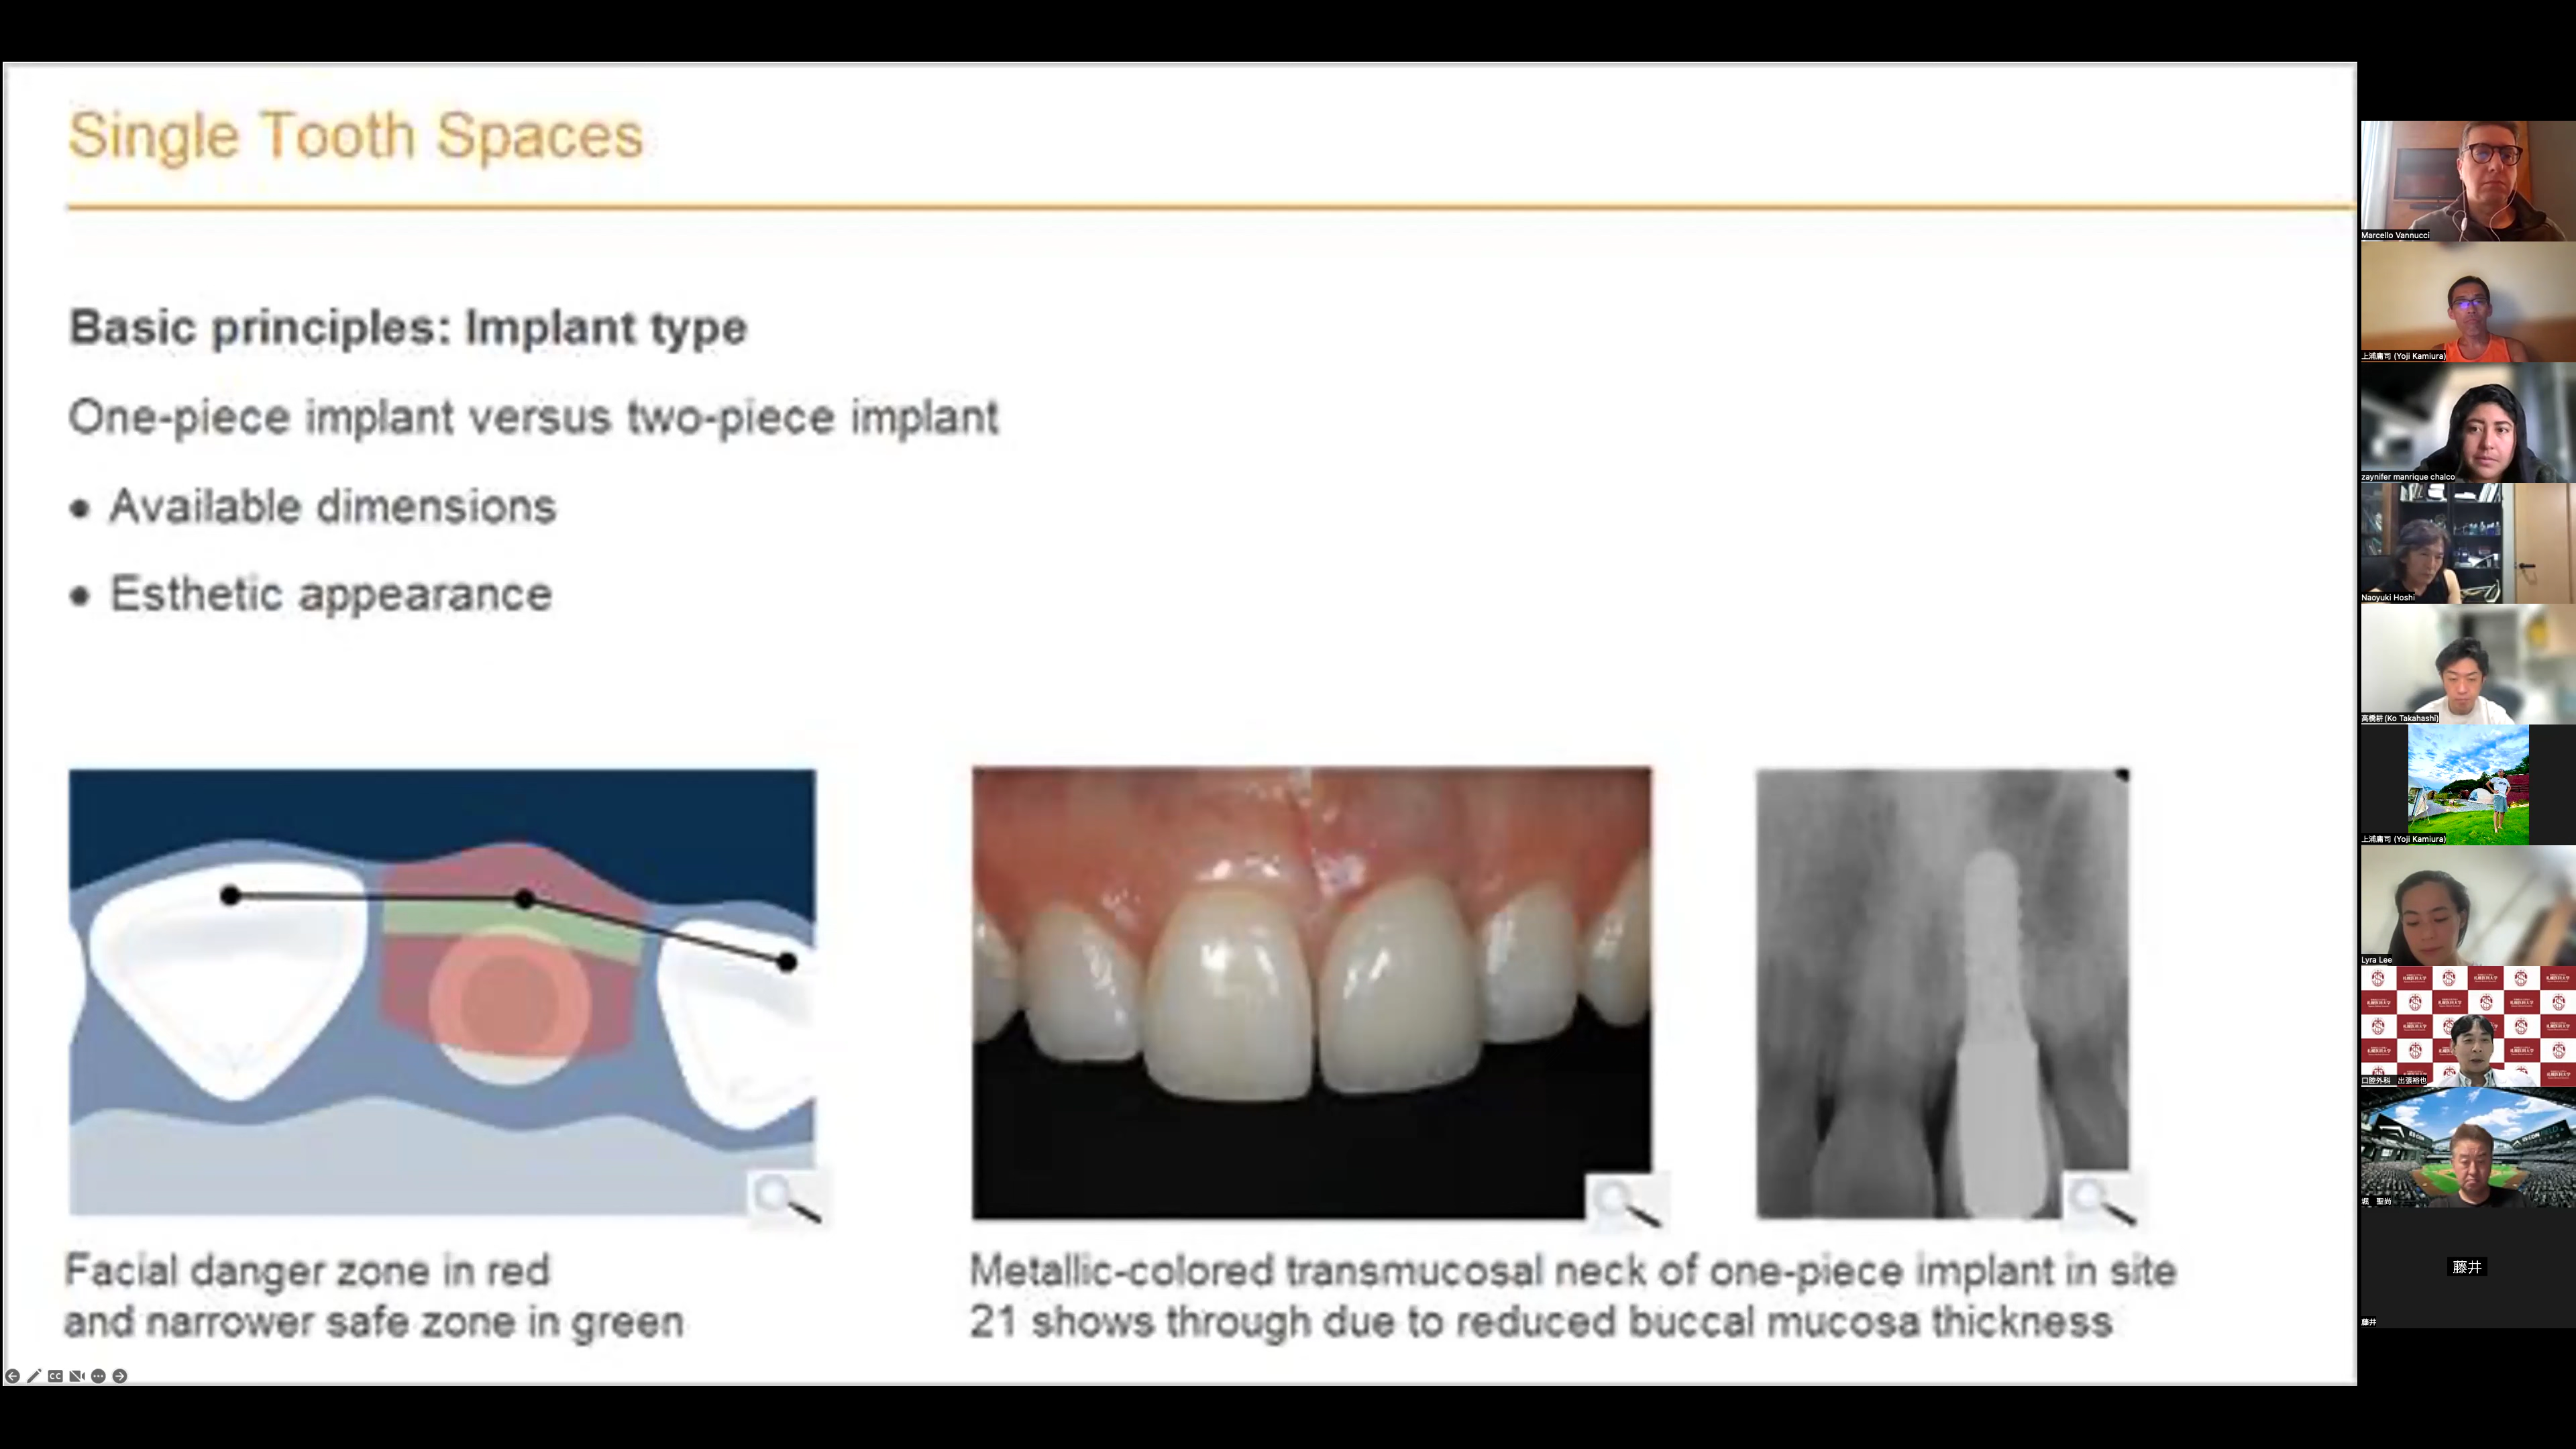 Single Tooth Spaces
Basic principles: Implant type
One-piece implant versus two-piece implant
● Available dimensions
● Esthetic appearance
Facial danger zone in red
and narrower safe zone in green
Metallic-colored transmucosal neck of one-piece implant in site
21 shows through due to reduced buccal mucosa thickness
CC
Marcello Vannucci
上浦庸司 (Yoji Kamiura)
zaynifer manrique chalco
Naoyuki Hoshi
高橋耕 (Ko Takahashi)
上浦庸司 (Yoji Kamiura)
Lyra Lee
口腔外科 出張裕也
堀 聖尚
藤井
藤井